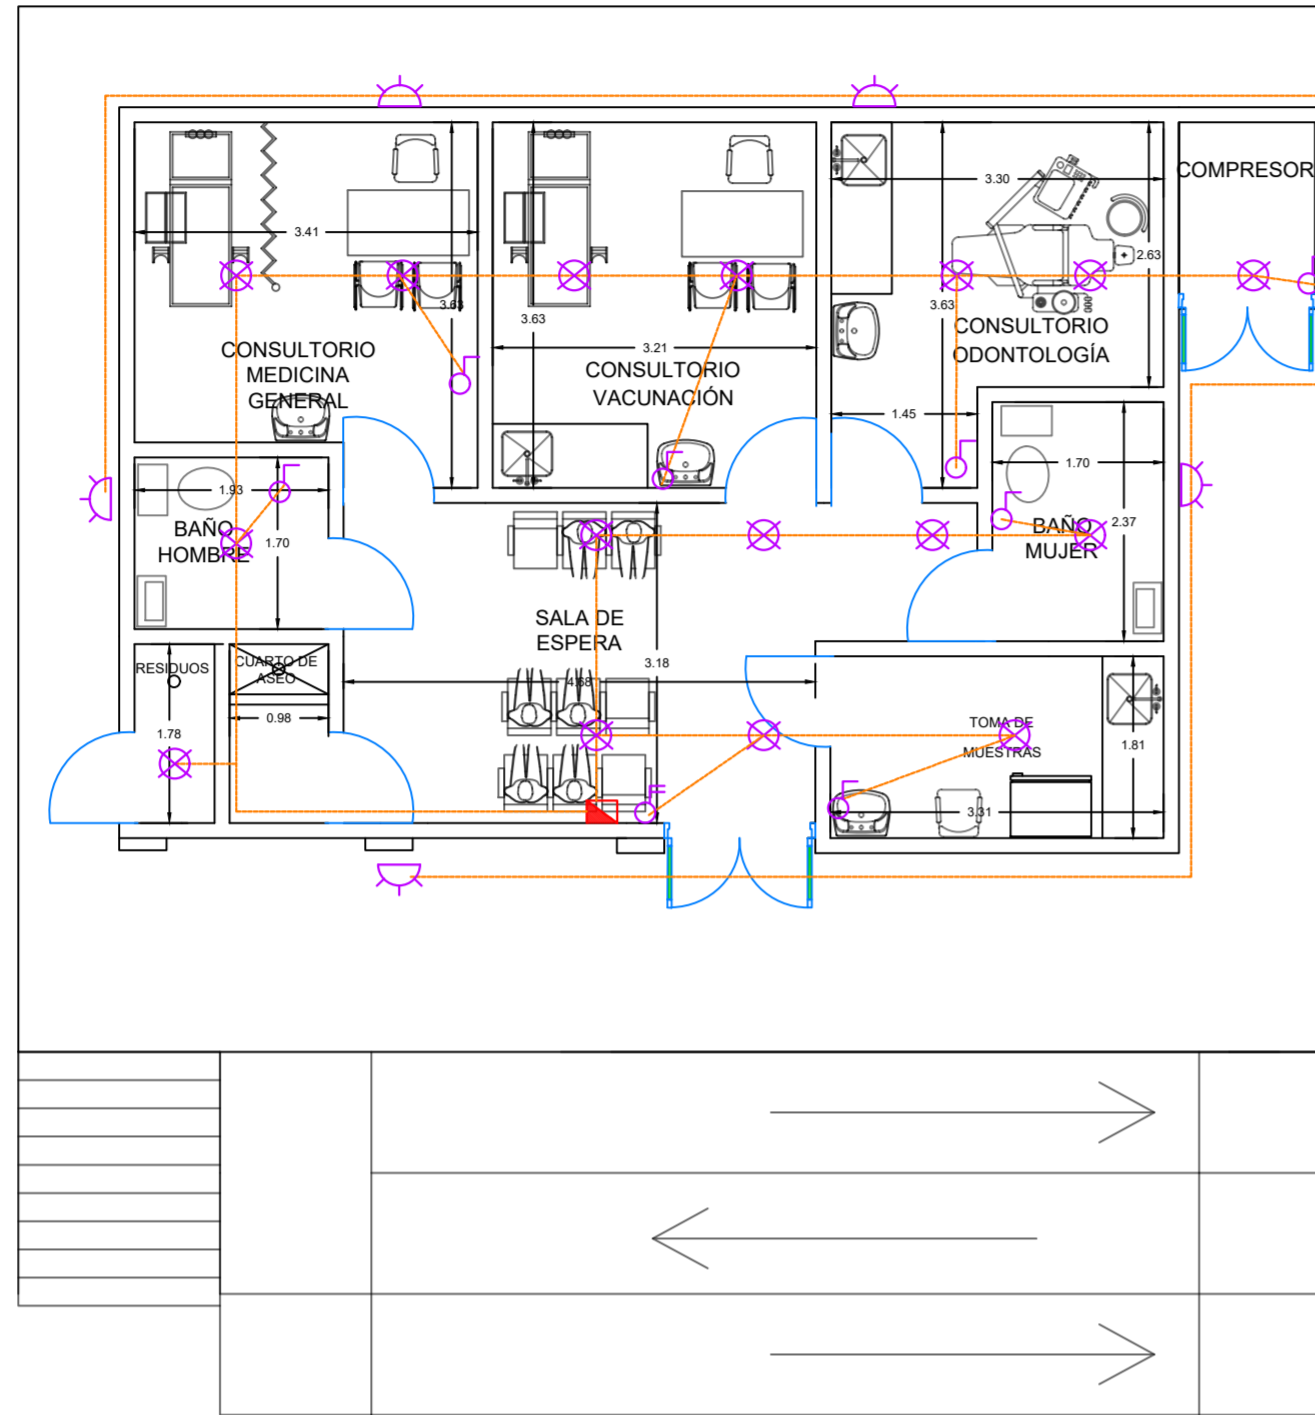 COMPRESOR
3.30
3.41
2.63
3.63
3.63
3.63
CONSULTORIO
ODONTOLOGÍA
CONSULTORIO
MEDICINA
GENERAL
3.21
CONSULTORIO
VACUNACIÓN
1.45
1.70
1.93
BAÑO
HOMBRE
1.70
BAÑO
MUJER
2.37
SALA DE
ESPERA
RESIDUOS
CUARTO DE
ASEO
3.18
4.68
0.98
1.78
TOMA DE
MUESTRAS
1.81
3.31